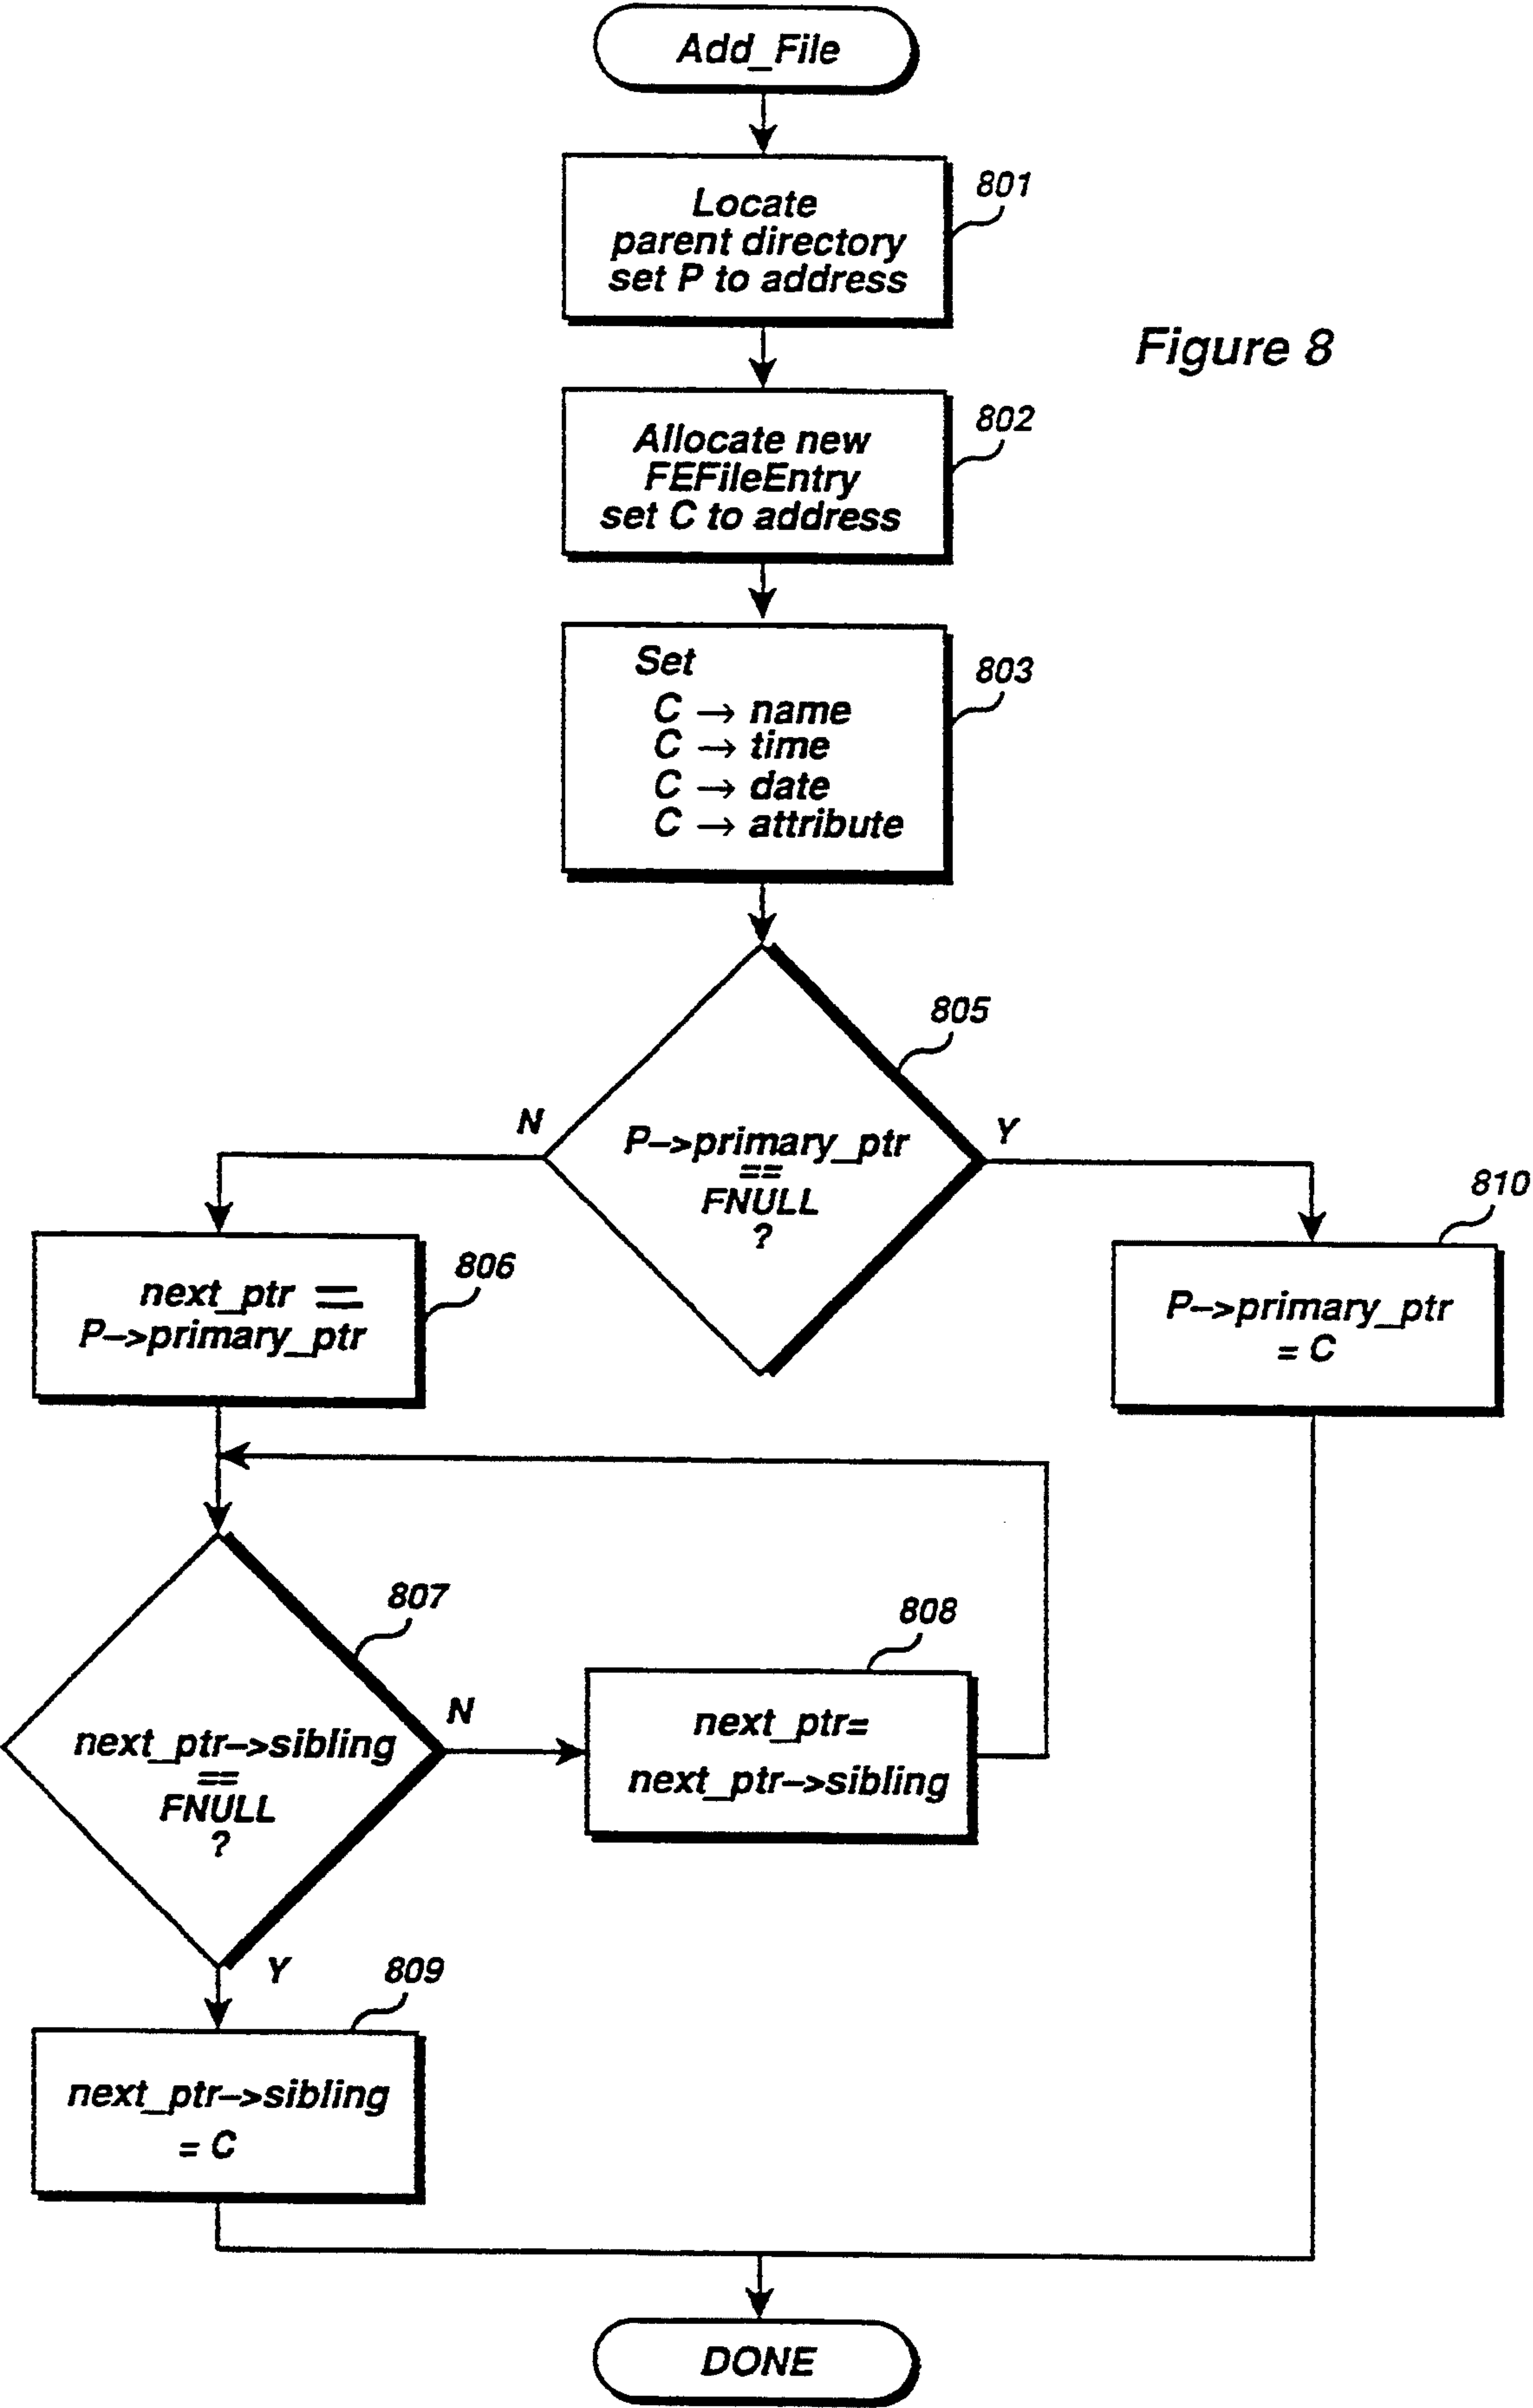 Add_File
801
Locate
parent directory
set P to address
Figure 8
802
Allocate new
FEFileEntry
set C to address
803
Set
C → name
C → time
C → date
C → attribute
805
N
Y
P–>primary_ptr
==
FNULL
?
806
next_ptr =
P–>primary_ptr
810
P–>primary_ptr
= C
807
next_ptr–>sibling
==
FNULL
?
N
808
next_ptr=
next_ptr–>sibling
Y
809
next_ptr–>sibling
= C
DONE